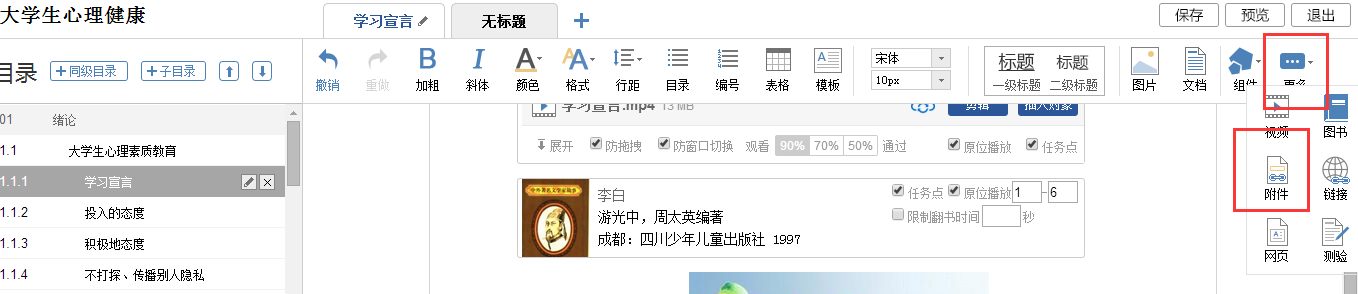 大学生心理健康
学习宣言 无标题 +
保存 预览 退出
目录 +同级目录 +子目录
撤销 重做 加粗 斜体 颜色 格式 行距 目录 编号 表格 模板
宋体
10px
标题 标题
一级标题 二级标题
图片 文档 组件 更多
01 绪论
1.1 大学生心理素质教育
1.1.1 学习宣言
1.1.2 投入的态度
1.1.3 积极地态度
1.1.4 不打探、传播别人隐私
学习宣言.mp4 13 MB 剪辑 插入对象
展开 防拖拽 防窗口切换 观看 90% 70% 50% 通过 原位播放 任务点
李白
游光中，周太英编著
成都：四川少年儿童出版社 1997
任务点 原位播放 1 - 6
限制翻书时间 秒
视频 图书
附件 链接
网页 测验